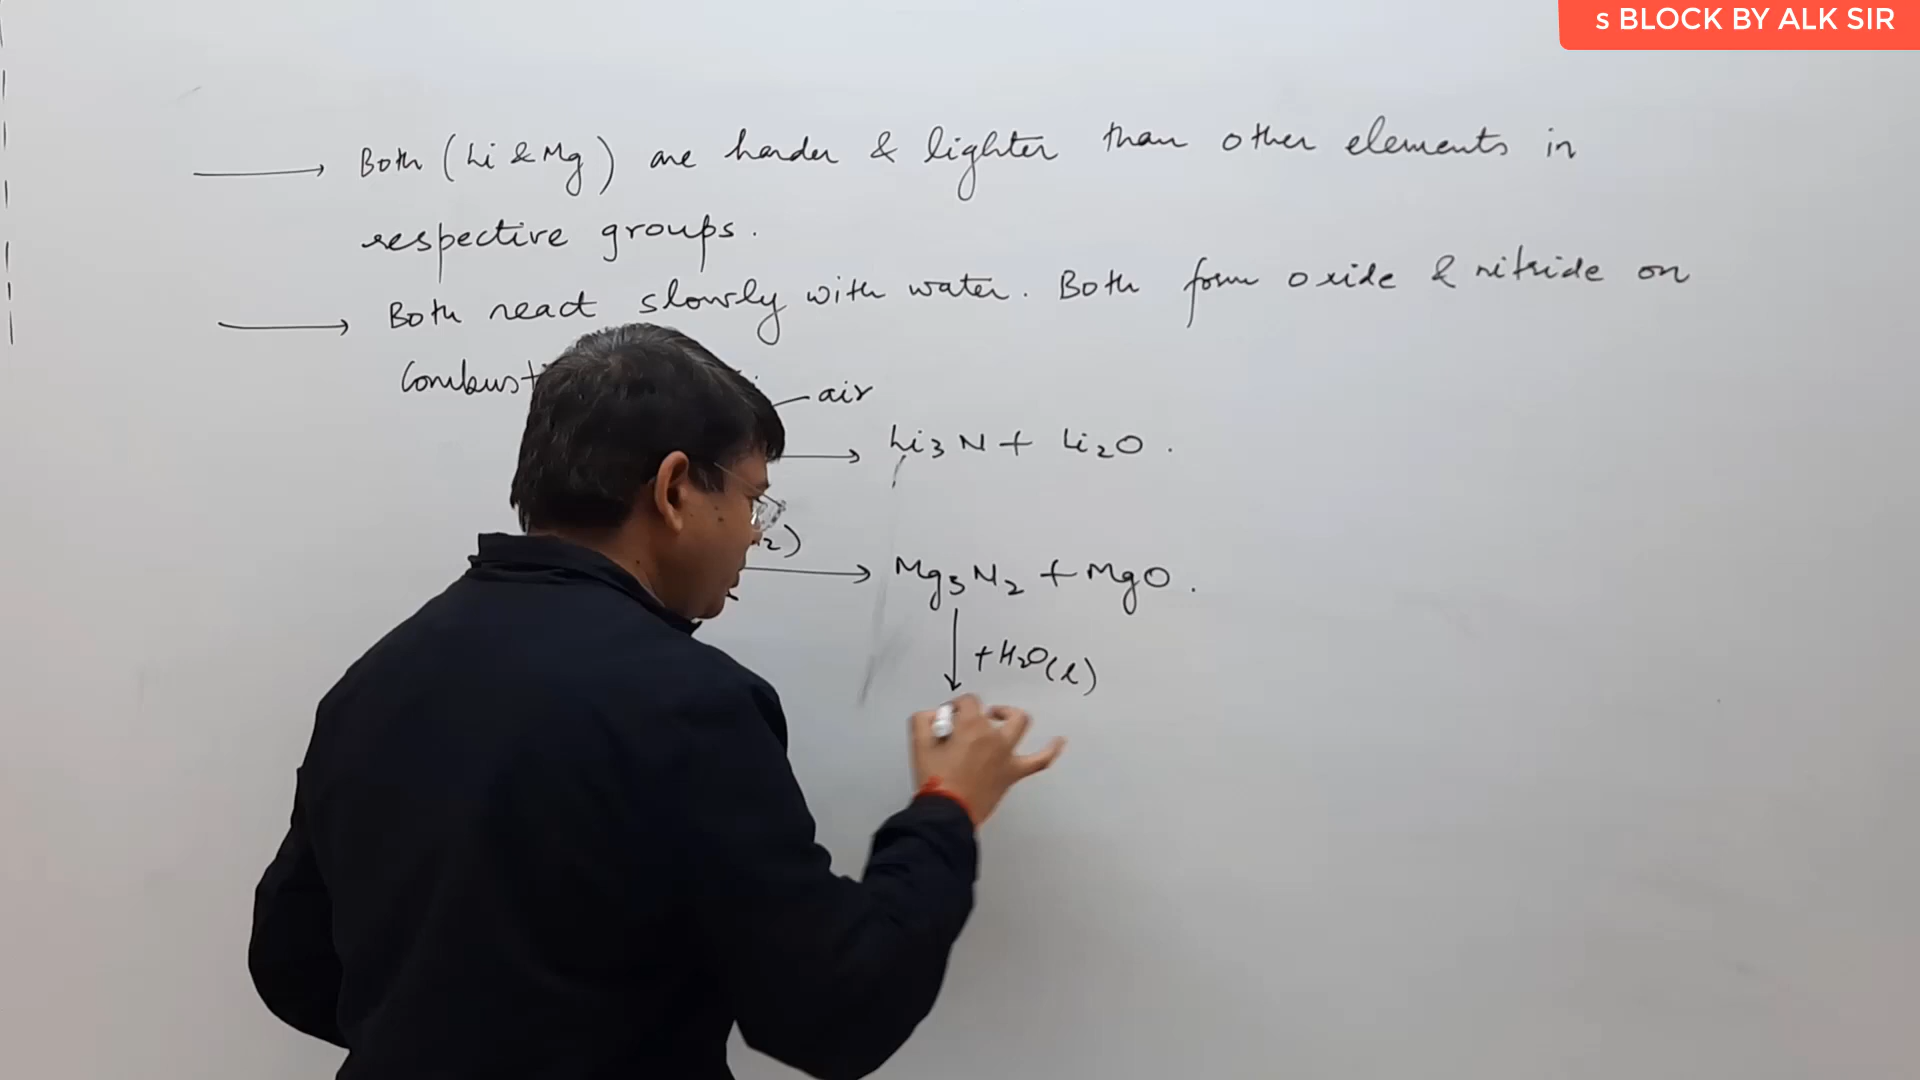 s BLOCK BY ALK SIR
Both (Li & Mg) are harder & lighter than other elements in
respective groups.
Both react slowly with water. Both form oxide & nitride on
Combust
air
Li₃N + Li₂O.
₂)
Mg₃N₂ + MgO.
+H₂O(l)